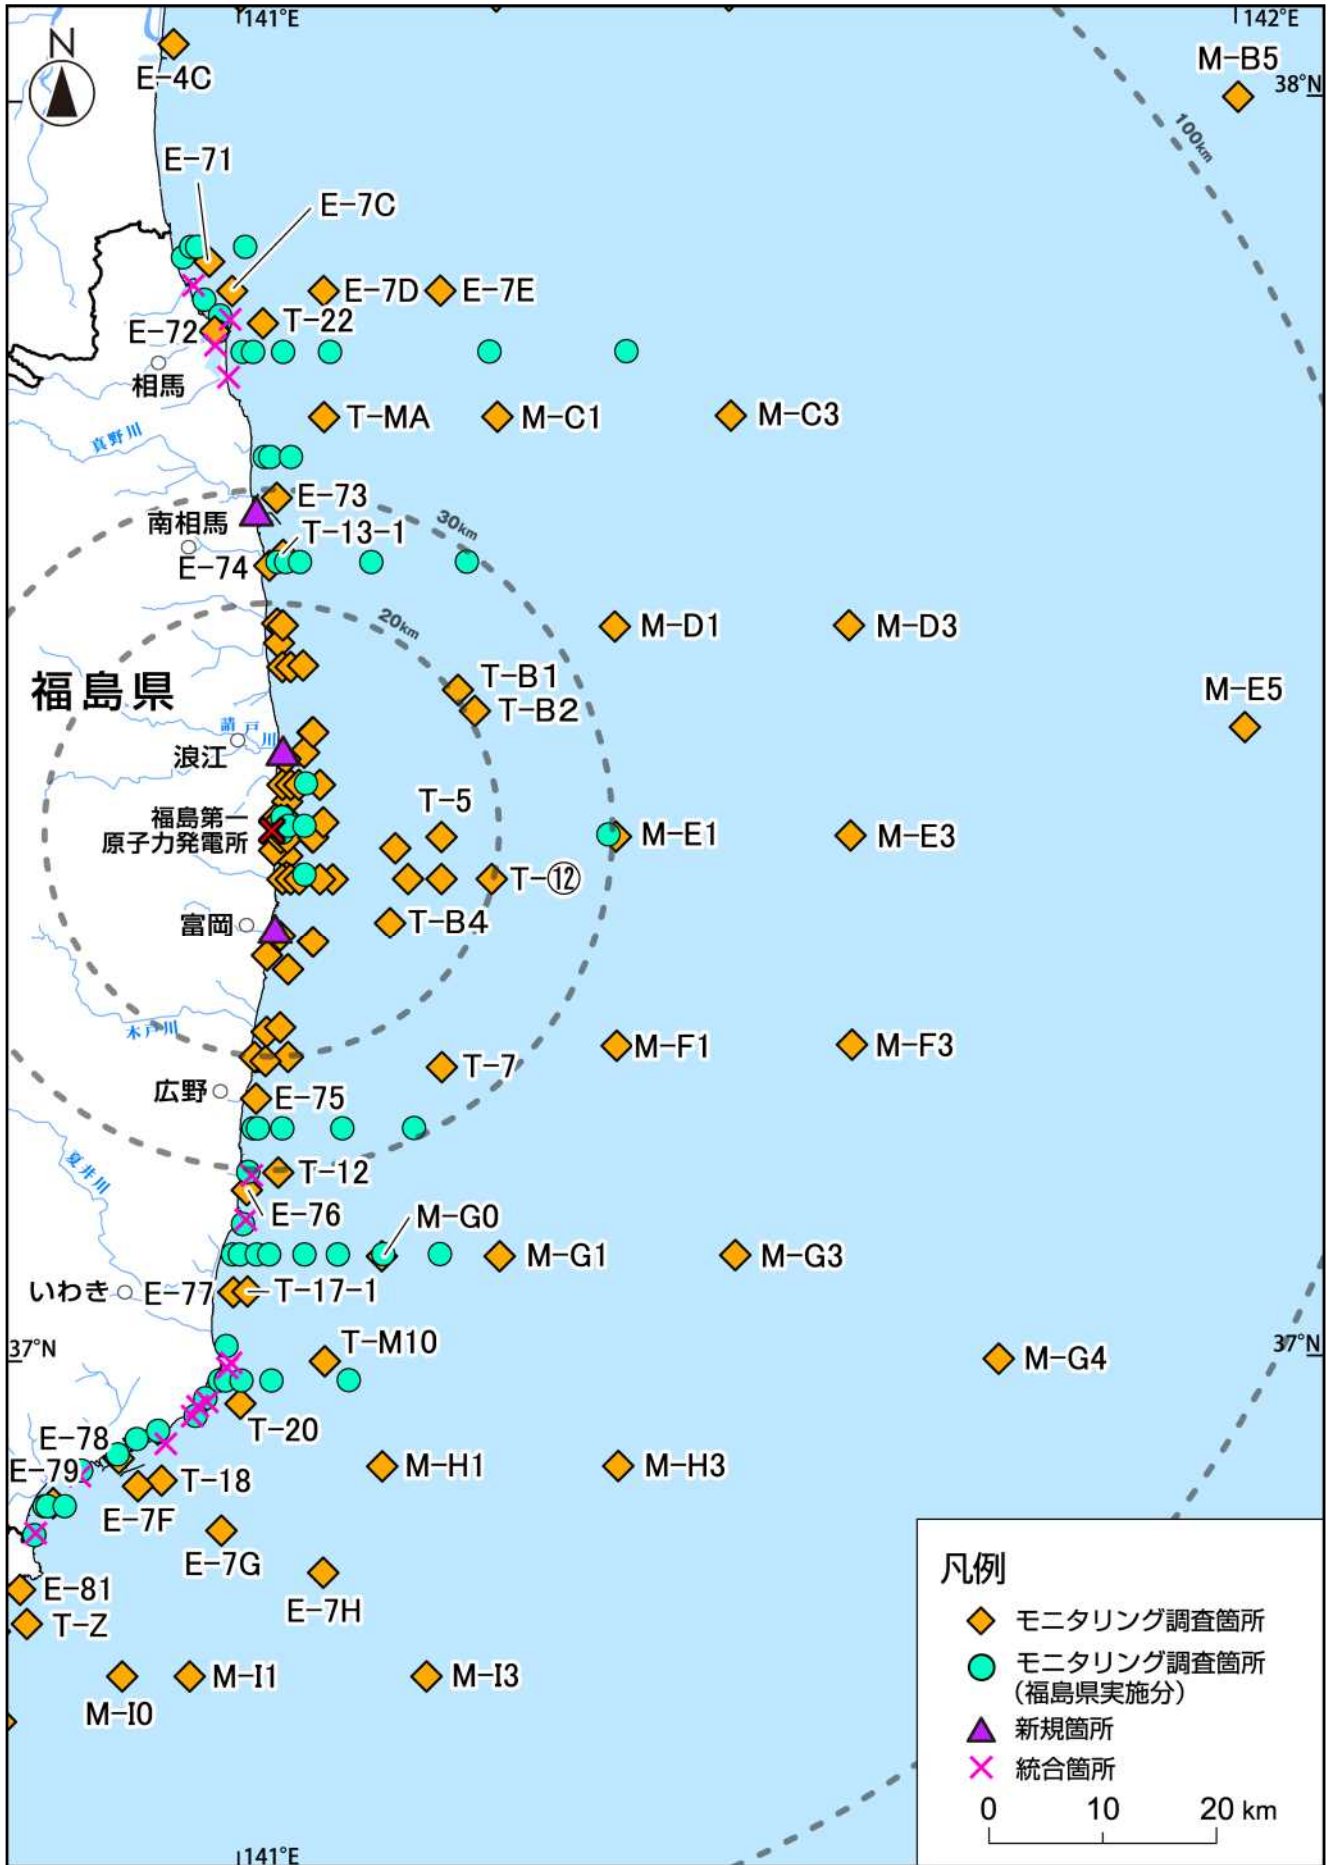 141°E
142°E
N
E-4C
M-B5
38°N
100km
E-71
E-7C
E-7D
E-7E
E-72
T-22
相馬
T-MA
M-C1
M-C3
真野川
E-73
30km
南相馬
T-13-1
E-74
20km
M-D1
M-D3
福島県
T-B1
T-B2
M-E5
請戸川
浪江
福島第一
原子力発電所
T-5
M-E1
M-E3
T-⑫
富岡
T-B4
木戸川
M-F1
M-F3
T-7
広野
E-75
夏井川
T-12
E-76
M-G0
M-G1
M-G3
いわき
E-77
T-17-1
37°N
T-M10
37°N
M-G4
T-20
E-78
M-H1
M-H3
E-79
T-18
E-7F
E-7G
E-7H
E-81
T-Z
M-I1
M-I3
M-I0
凡例
モニタリング調査箇所
モニタリング調査箇所
(福島県実施分)
新規箇所
統合箇所
0 10 20 km
141°E